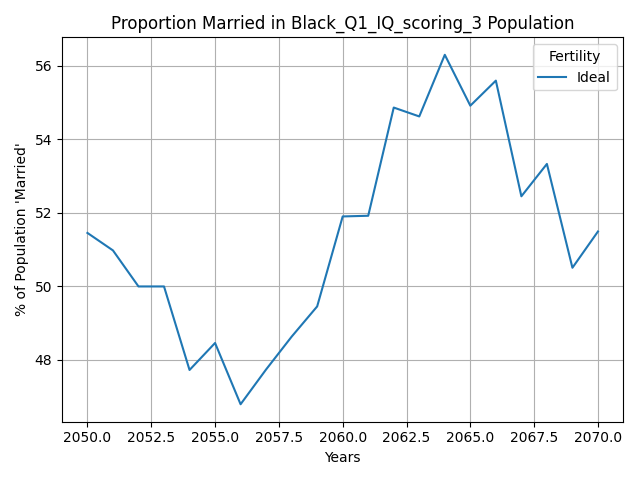 Proportion Married in Black_Q1_IQ_scoring_3 Population
Fertility
Ideal
% of Population 'Married'
56
54
52
50
48
2050.0 2052.5 2055.0 2057.5 2060.0 2062.5 2065.0 2067.5 2070.0
Years